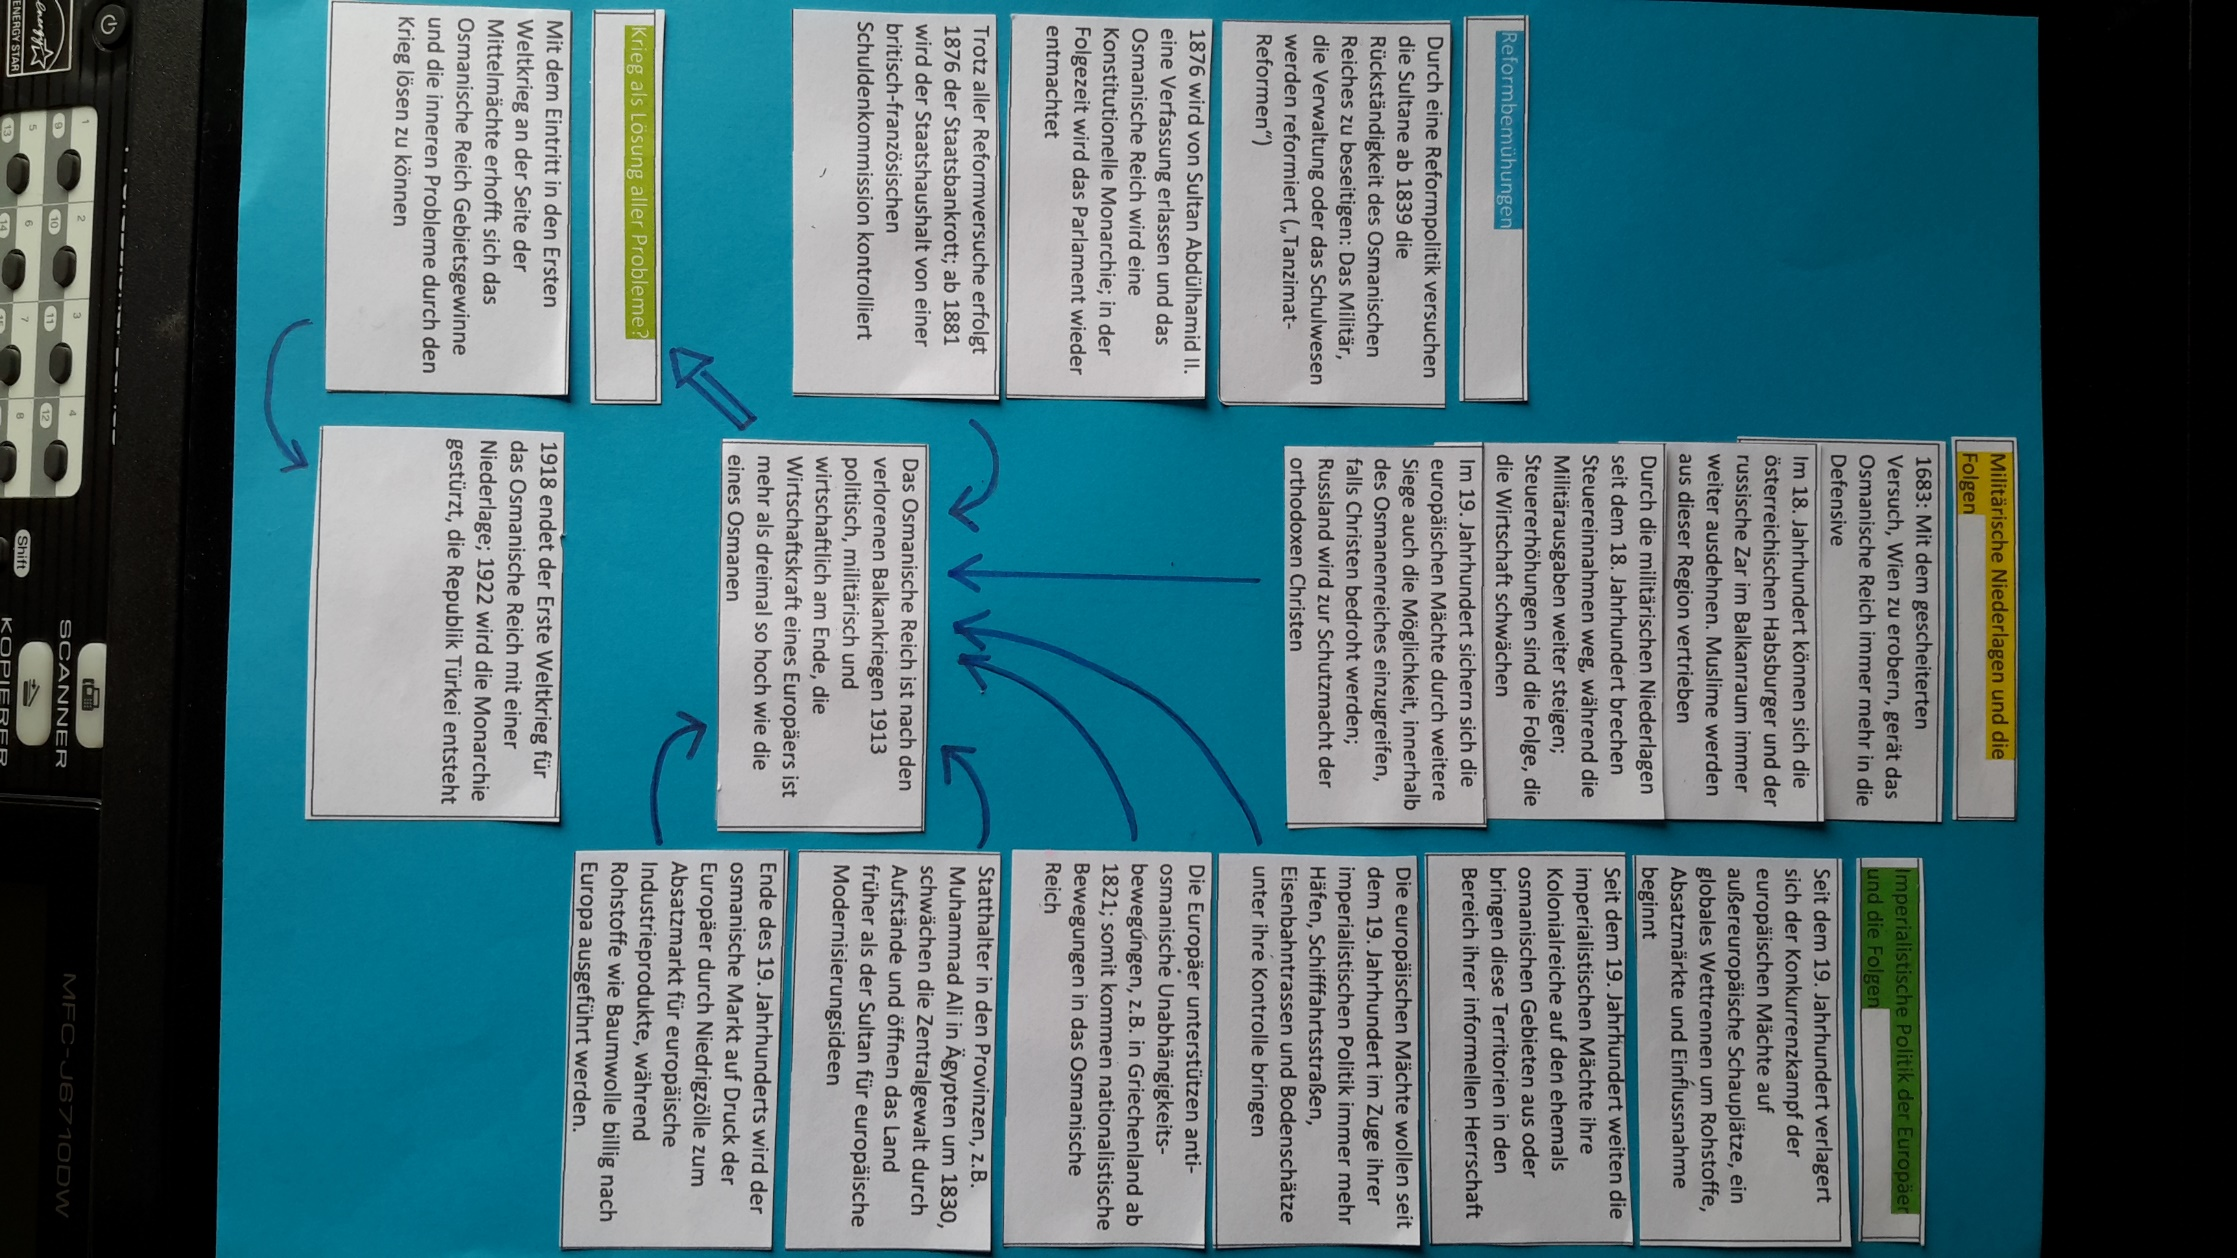 Reformbemühungen
Durch eine Reformpolitik versuchen
die Sultane ab 1839 die
Rückständigkeit des Osmanischen
Reiches zu beseitigen: Das Militär,
die Verwaltung oder das Schulwesen
werden reformiert („Tanzimat-
Reformen“)
1876 wird von Sultan Abdülhamid II.
eine Verfassung erlassen und das
Osmanische Reich wird eine
Konstitutionelle Monarchie; in der
Folgezeit wird das Parlament wieder
entmachtet
Trotz aller Reformversuche erfolgt
1876 der Staatsbankrott; ab 1881
wird der Staatshaushalt von einer
britisch-französischen
Schuldenkommission kontrolliert
Krieg als Lösung aller Probleme?
Mit dem Eintritt in den Ersten
Weltkrieg an der Seite der
Mittelmächte erhofft sich das
Osmanische Reich Gebietsgewinne
und die inneren Probleme durch den
Krieg lösen zu können
Militärische Niederlagen und die
Folgen
1683: Mit dem gescheiterten
Versuch, Wien zu erobern, gerät das
Osmanische Reich immer mehr in die
Defensive
Im 18. Jahrhundert können sich die
österreichischen Habsburger und der
russische Zar im Balkanraum immer
weiter ausdehnen. Muslime werden
aus dieser Region vertrieben
Durch die militärischen Niederlagen
seit dem 18. Jahrhundert brechen
Steuereinnahmen weg, während die
Militärausgaben weiter steigen;
Steuererhöhungen sind die Folge, die
die Wirtschaft schwächen
Im 19. Jahrhundert sichern sich die
europäischen Mächte durch weitere
Siege auch die Möglichkeit, innerhalb
des Osmanenreiches einzugreifen,
falls Christen bedroht werden;
Russland wird zur Schutzmacht der
orthodoxen Christen
Das Osmanische Reich ist nach den
verlorenen Balkankriegen 1913
politisch, militärisch und
wirtschaftlich am Ende, die
Wirtschaftskraft eines Europäers ist
mehr als dreimal so hoch wie die
eines Osmanen
1918 endet der Erste Weltkrieg für
das Osmanische Reich mit einer
Niederlage; 1922 wird die Monarchie
gestürzt, die Republik Türkei entsteht
Imperialistische Politik der Europäer
und die Folgen
Seit dem 19. Jahrhundert verlagert
sich der Konkurrenzkampf der
europäischen Mächte auf
außereuropäische Schauplätze, ein
globales Wettrennen um Rohstoffe,
Absatzmärkte und Einflussnahme
beginnt
Seit dem 19. Jahrhundert weiten die
imperialistischen Mächte ihre
Kolonialreiche auf den ehemals
osmanischen Gebieten aus oder
bringen diese Territorien in den
Bereich ihrer informellen Herrschaft
Die europäischen Mächte wollen seit
dem 19. Jahrhundert im Zuge ihrer
imperialistischen Politik immer mehr
Häfen, Schifffahrtsstraßen,
Eisenbahntrassen und Bodenschätze
unter ihre Kontrolle bringen
Die Europäer unterstützen anti-
osmanische Unabhängigkeits-
bewegungen, z.B. in Griechenland ab
1821; somit kommen nationalistische
Bewegungen in das Osmanische
Reich
Statthalter in den Provinzen, z.B.
Muhammad Ali in Ägypten um 1830,
schwächen die Zentralgewalt durch
Aufstände und öffnen das Land
früher als der Sultan für europäische
Modernisierungsideen
Ende des 19. Jahrhunderts wird der
osmanische Markt auf Druck der
Europäer durch Niedrigzölle zum
Absatzmarkt für europäische
Industrieprodukte, während
Rohstoffe wie Baumwolle billig nach
Europa ausgeführt werden.
energy
ENERGY STAR
1
2
3
4
9
10
11
12
5
6
7
8
13
14
Shift
SCANNER
KOPIERER
MFC-J6710DW